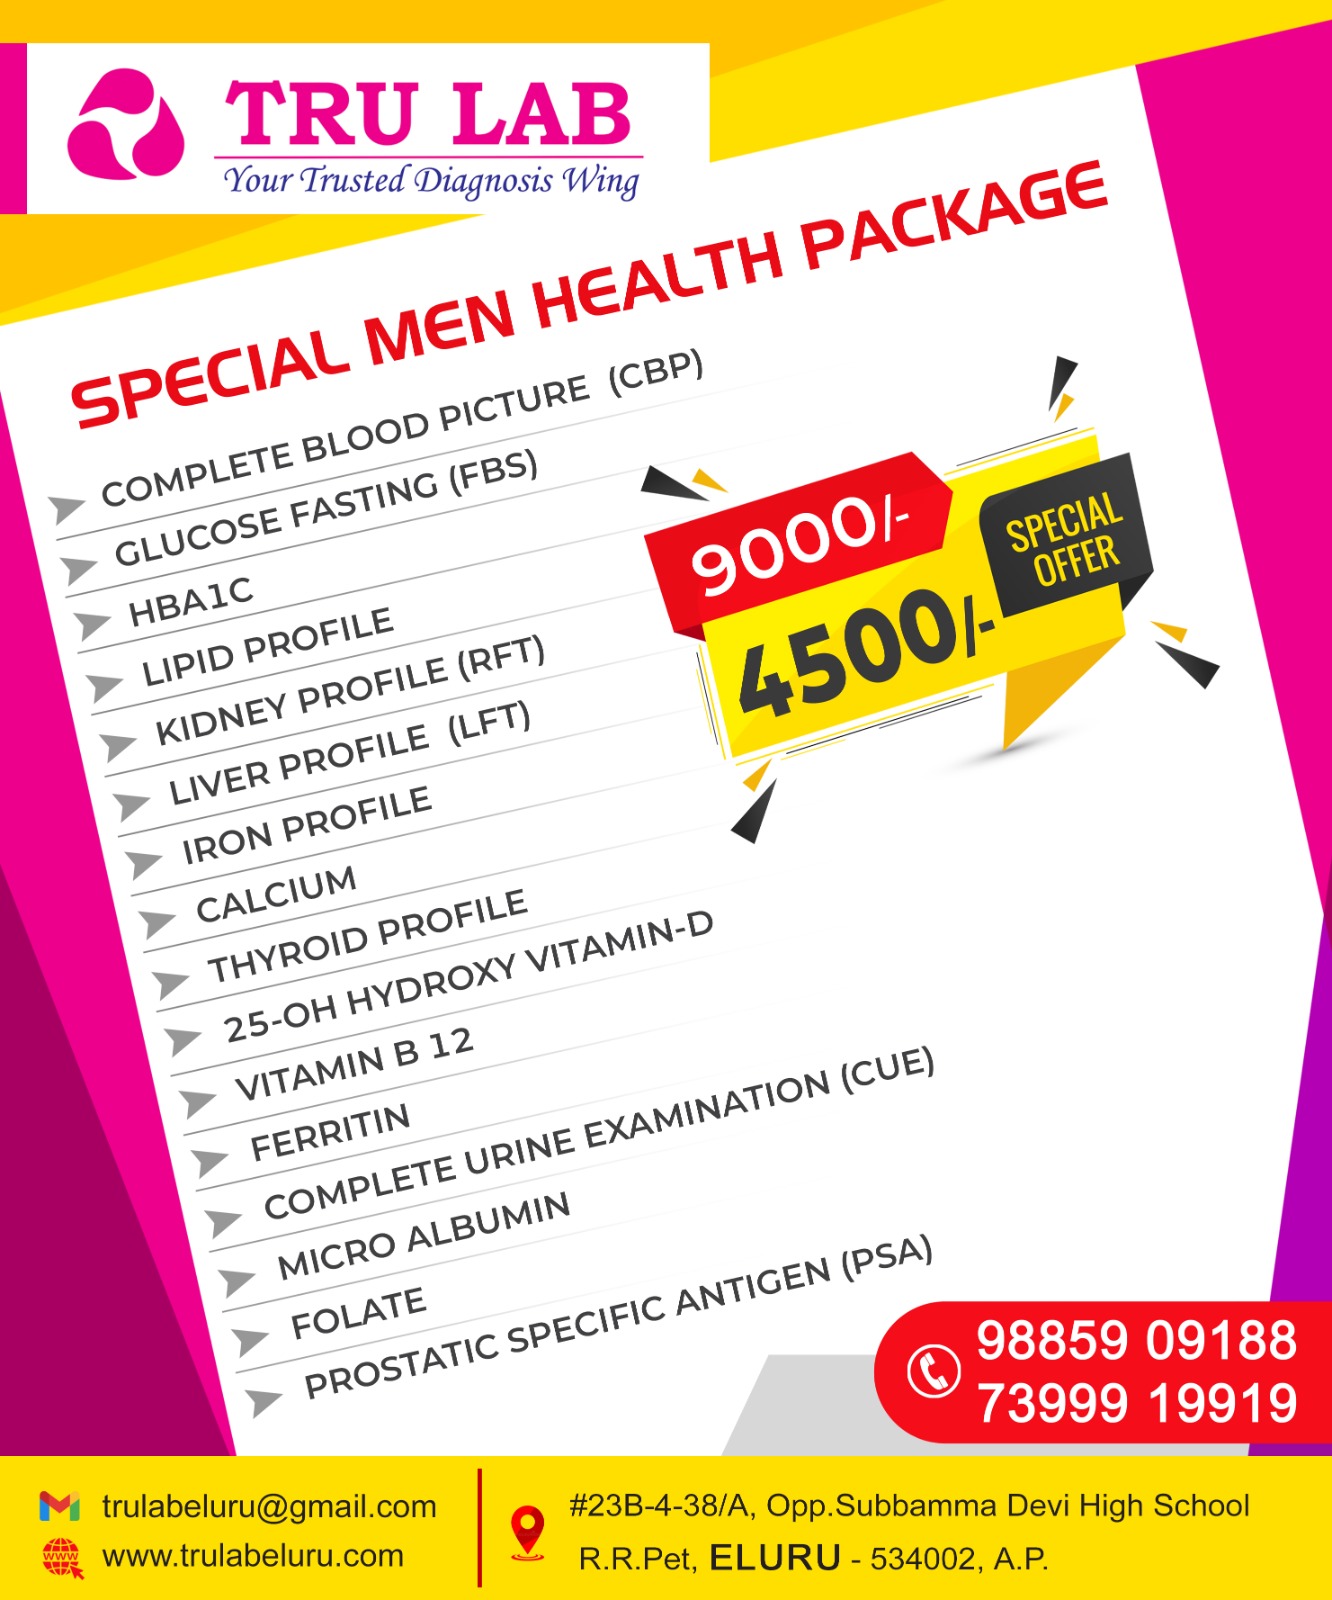 TRU LAB
Your Trusted Diagnosis Wing
SPECIAL MEN HEALTH PACKAGE
COMPLETE BLOOD PICTURE (CBP)
GLUCOSE FASTING (FBS)
HBA1C
LIPID PROFILE
KIDNEY PROFILE (RFT)
LIVER PROFILE (LFT)
IRON PROFILE
CALCIUM
THYROID PROFILE
25-OH HYDROXY VITAMIN-D
VITAMIN B 12
FERRITIN
COMPLETE URINE EXAMINATION (CUE)
MICRO ALBUMIN
FOLATE
PROSTATIC SPECIFIC ANTIGEN (PSA)
9000/-
4500/-
SPECIAL
OFFER
98859 09188
73999 19919
trulabeluru@gmail.com
www
www.trulabeluru.com
#23B-4-38/A, Opp.Subbamma Devi High School
R.R.Pet, ELURU - 534002, A.P.